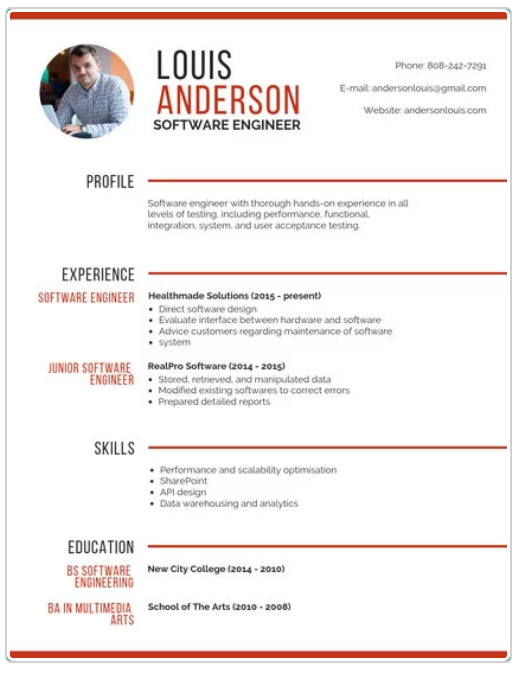 LOUIS
ANDERSON
SOFTWARE ENGINEER
Phone: 808-242-7291
E-mail: andersonlouis@gmail.com
Website: andersonlouis.com
PROFILE
Software engineer with thorough hands-on experience in all
levels of testing, including performance, functional,
integration, system, and user acceptance testing.
EXPERIENCE
SOFTWARE ENGINEER
Healthmade Solutions (2015 - present)
• Direct software design
• Evaluate interface between hardware and software
• Advice customers regarding maintenance of software
• system
JUNIOR SOFTWARE
ENGINEER
RealPro Software (2014 - 2015)
• Stored, retrieved, and manipulated data
• Modified existing softwares to correct errors
• Prepared detailed reports
SKILLS
• Performance and scalability optimisation
• SharePoint
• API design
• Data warehousing and analytics
EDUCATION
BS SOFTWARE
ENGINEERING
New City College (2014 - 2010)
BA IN MULTIMEDIA
ARTS
School of The Arts (2010 - 2008)